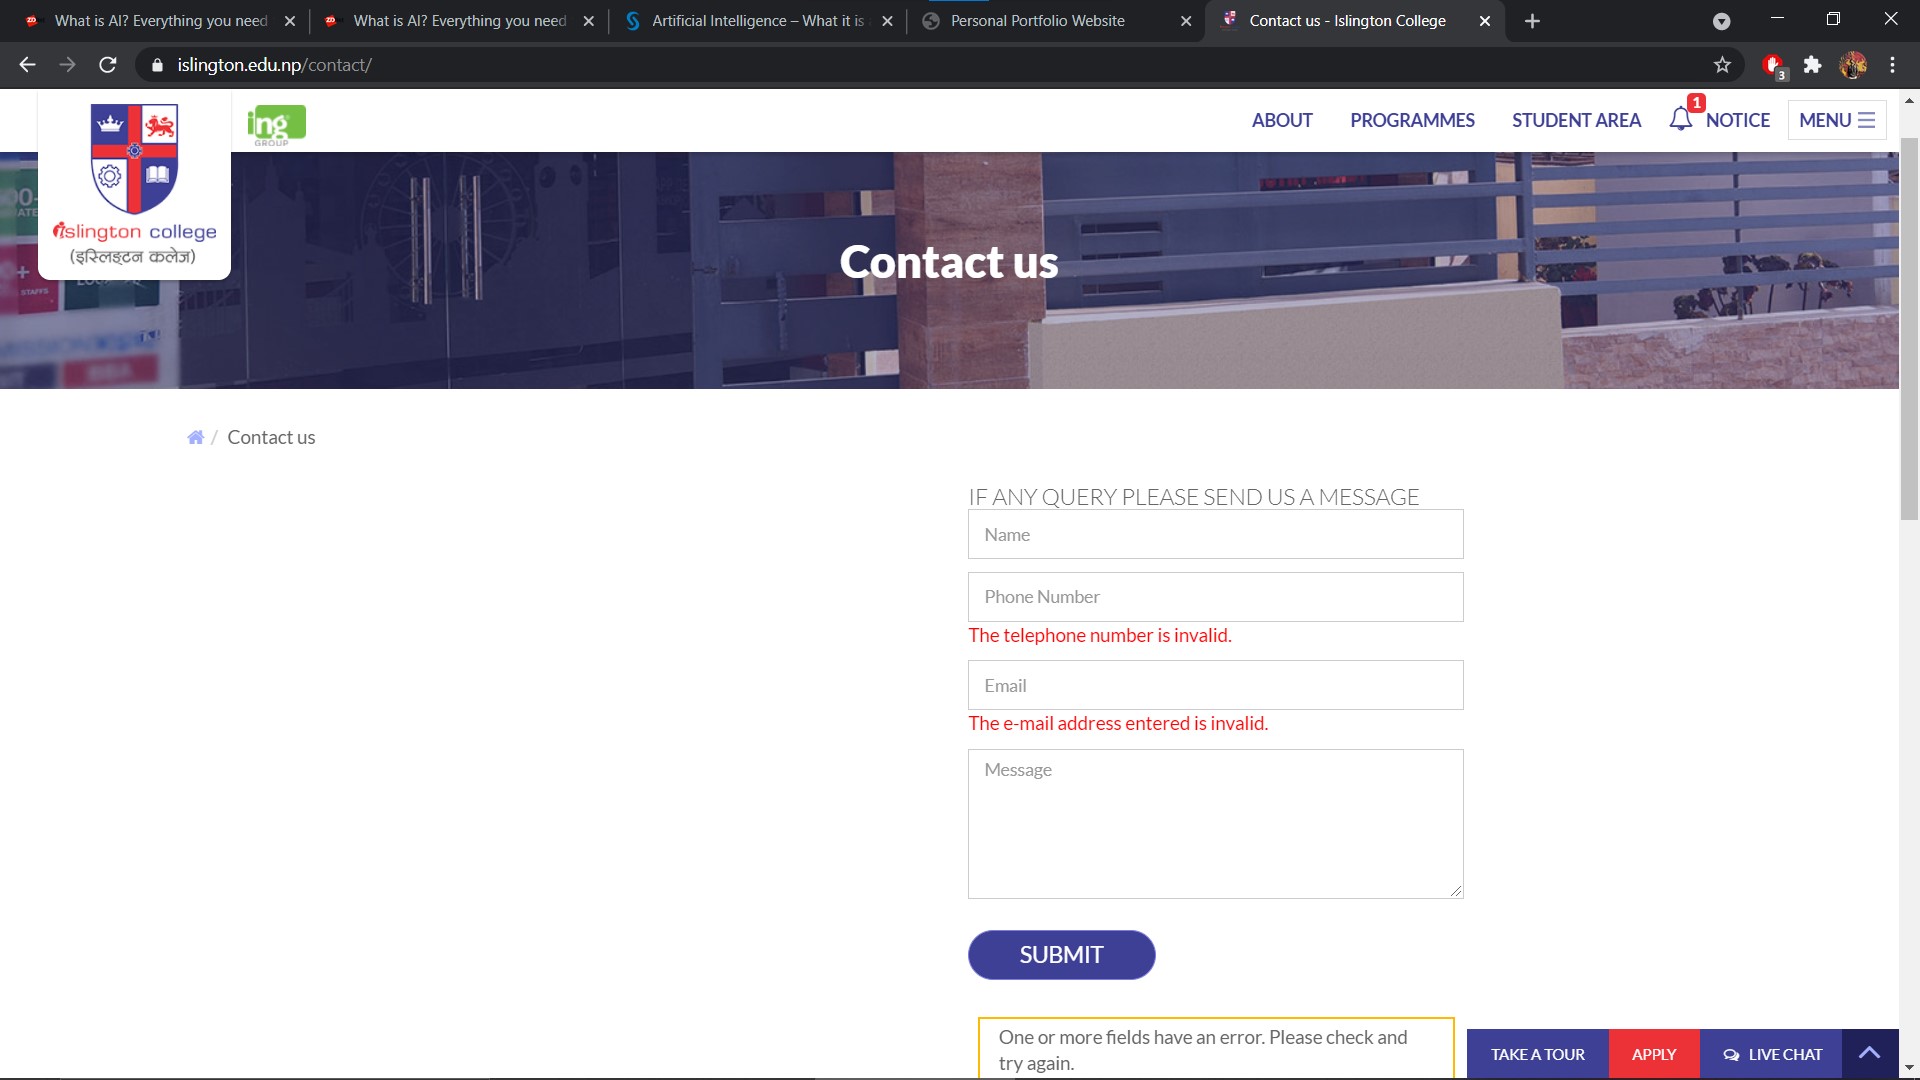 What is AI? Everything you need
What is AI? Everything you need
Artificial Intelligence – What it is
Personal Portfolio Website
Contact us - Islington College
islington.edu.np/contact/
3
islington college
(इस्लिङ्टन कलेज)
ing
GROUP
ABOUT
PROGRAMMES
STUDENT AREA
1
NOTICE
MENU
STAFFS
Contact us
/ Contact us
IF ANY QUERY PLEASE SEND US A MESSAGE
Name
Phone Number
The telephone number is invalid.
Email
The e-mail address entered is invalid.
Message
SUBMIT
One or more fields have an error. Please check and
try again.
TAKE A TOUR
APPLY
LIVE CHAT